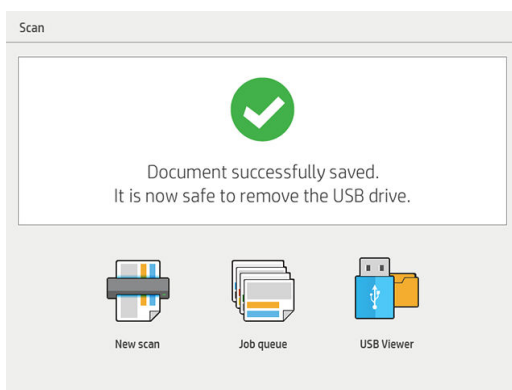 Scan
Document successfully saved.
It is now safe to remove the USB drive.
New scan
Job queue
USB Viewer